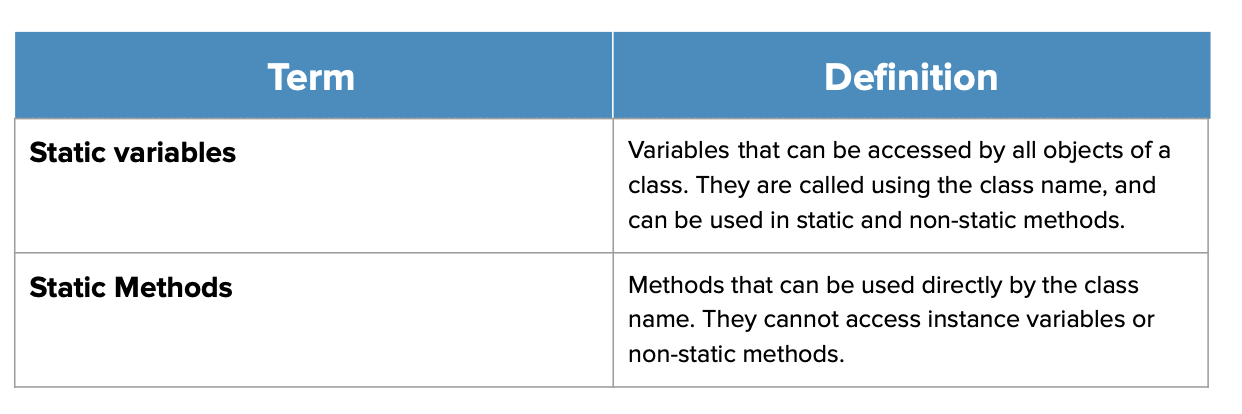 Term
Definition
Static variables
Variables that can be accessed by all objects of a
class. They are called using the class name, and
can be used in static and non-static methods.
Static Methods
Methods that can be used directly by the class
name. They cannot access instance variables or
non-static methods.